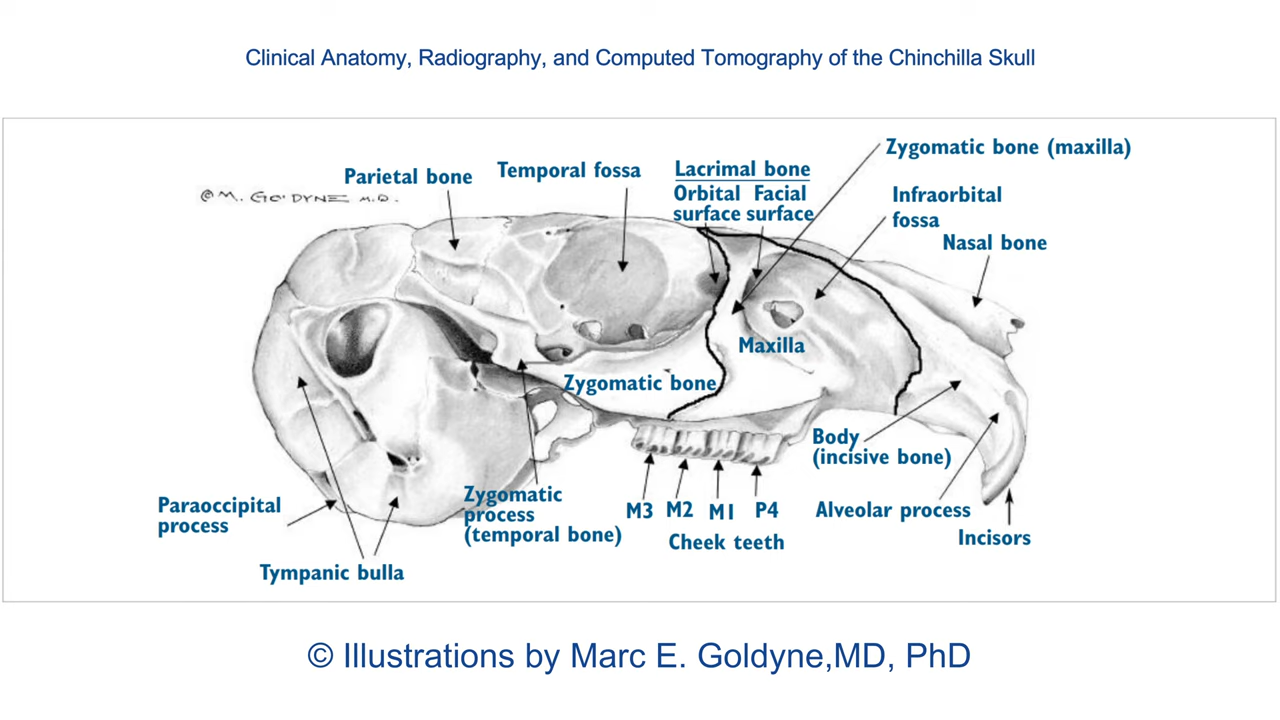 Clinical Anatomy, Radiography, and Computed Tomography of the Chinchilla Skull
Zygomatic bone (maxilla)
Parietal bone
Temporal fossa
Lacrimal bone
Orbital Facial
surface surface
Infraorbital
fossa
©M. GOLDYNE M.D.
Nasal bone
Maxilla
Zygomatic bone
Body
(incisive bone)
Paraoccipital
process
Zygomatic
process
(temporal bone)
M3 M2 M1 P4
Cheek teeth
Alveolar process
Incisors
Tympanic bulla
© Illustrations by Marc E. Goldyne,MD, PhD